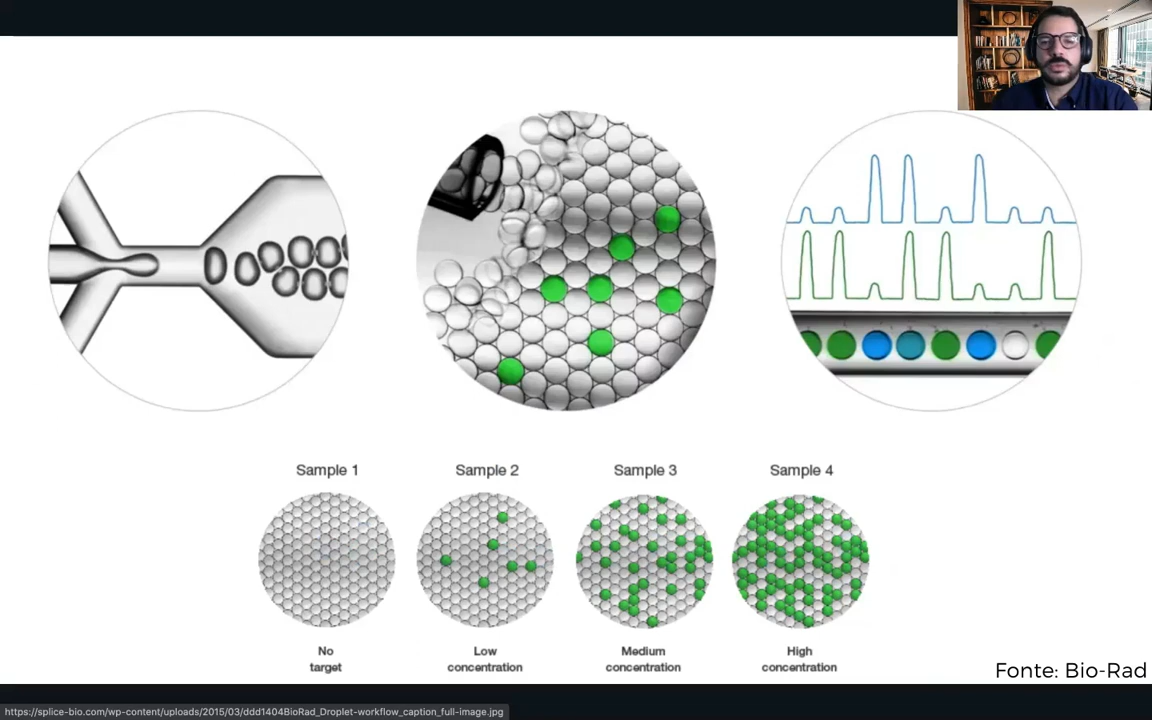 Sample 1
Sample 2
Sample 3
Sample 4
No
target
Low
concentration
Medium
concentration
High
concentration
Fonte: Bio-Rad
https://splice-bio.com/wp-content/uploads/2015/03/ddd1404BioRad_Droplet-workflow_caption_full-image.jpg